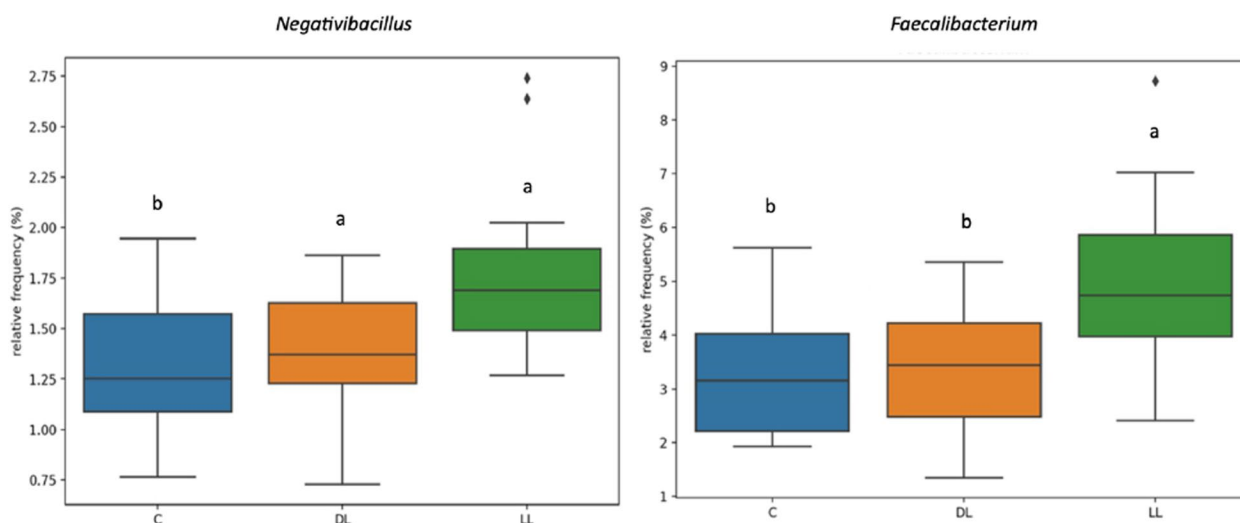 Negativibacillus
2.75
2.50
2.25
2.00
1.75
1.50
1.25
1.00
0.75
relative frequency (%)
b
a
a
C
DL
LL
Faecalibacterium
9
8
7
6
5
4
3
2
1
relative frequency (%)
b
b
a
C
DL
LL